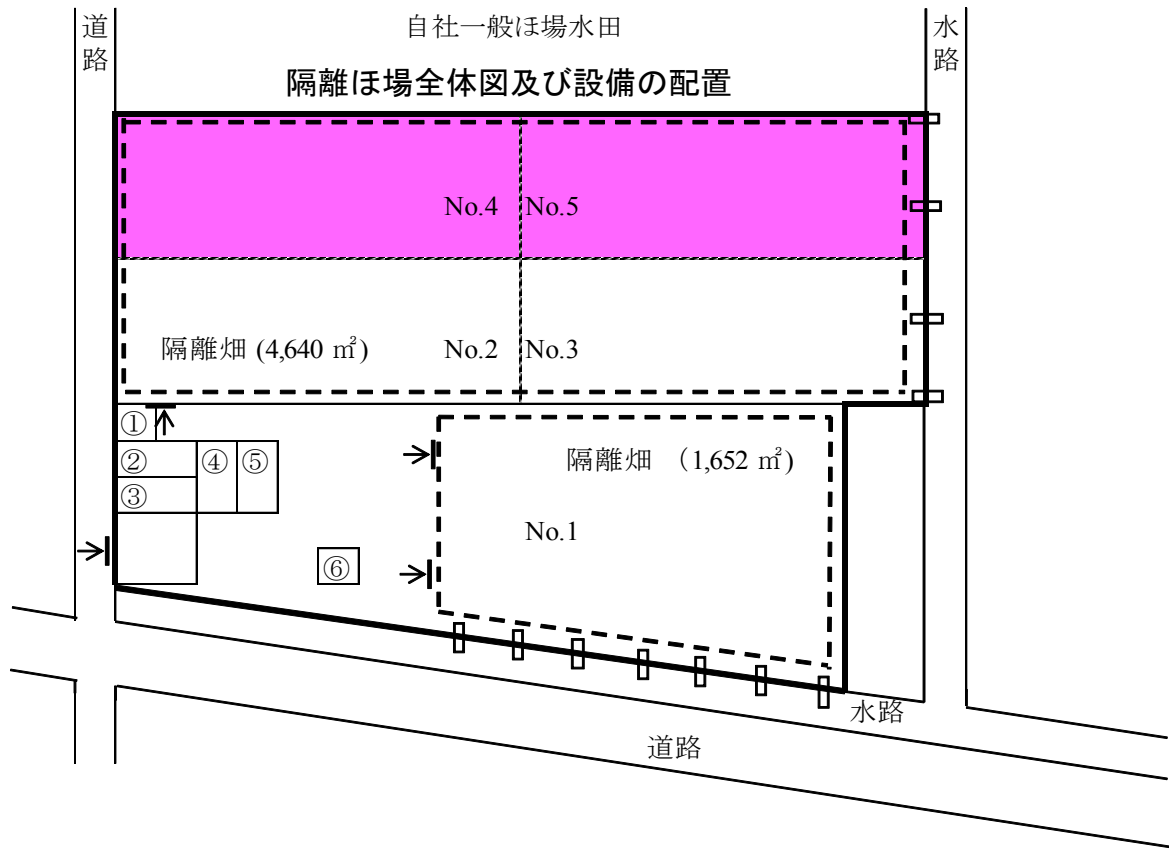 道路
自社一般ほ場水田
水路
隔離ほ場全体図及び設備の配置
No.4
No.5
隔離畑 (4,640 ㎡)
No.2
No.3
①
②
③
④
⑤
隔離畑 （1,652 ㎡）
No.1
⑥
水路
道路